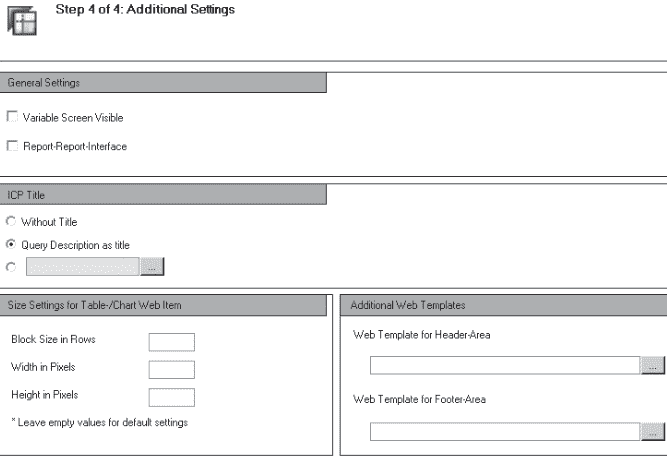 Step 4 of 4: Additional Settings
General Settings
Variable Screen Visible
Report-Report-Interface
ICP Title
Without Title
Query Description as title
...
Size Settings for Table-/Chart Web Item
Block Size in Rows
Width in Pixels
Height in Pixels
* Leave empty values for default settings
Additional Web Templates
Web Template for Header-Area
...
Web Template for Footer-Area
...